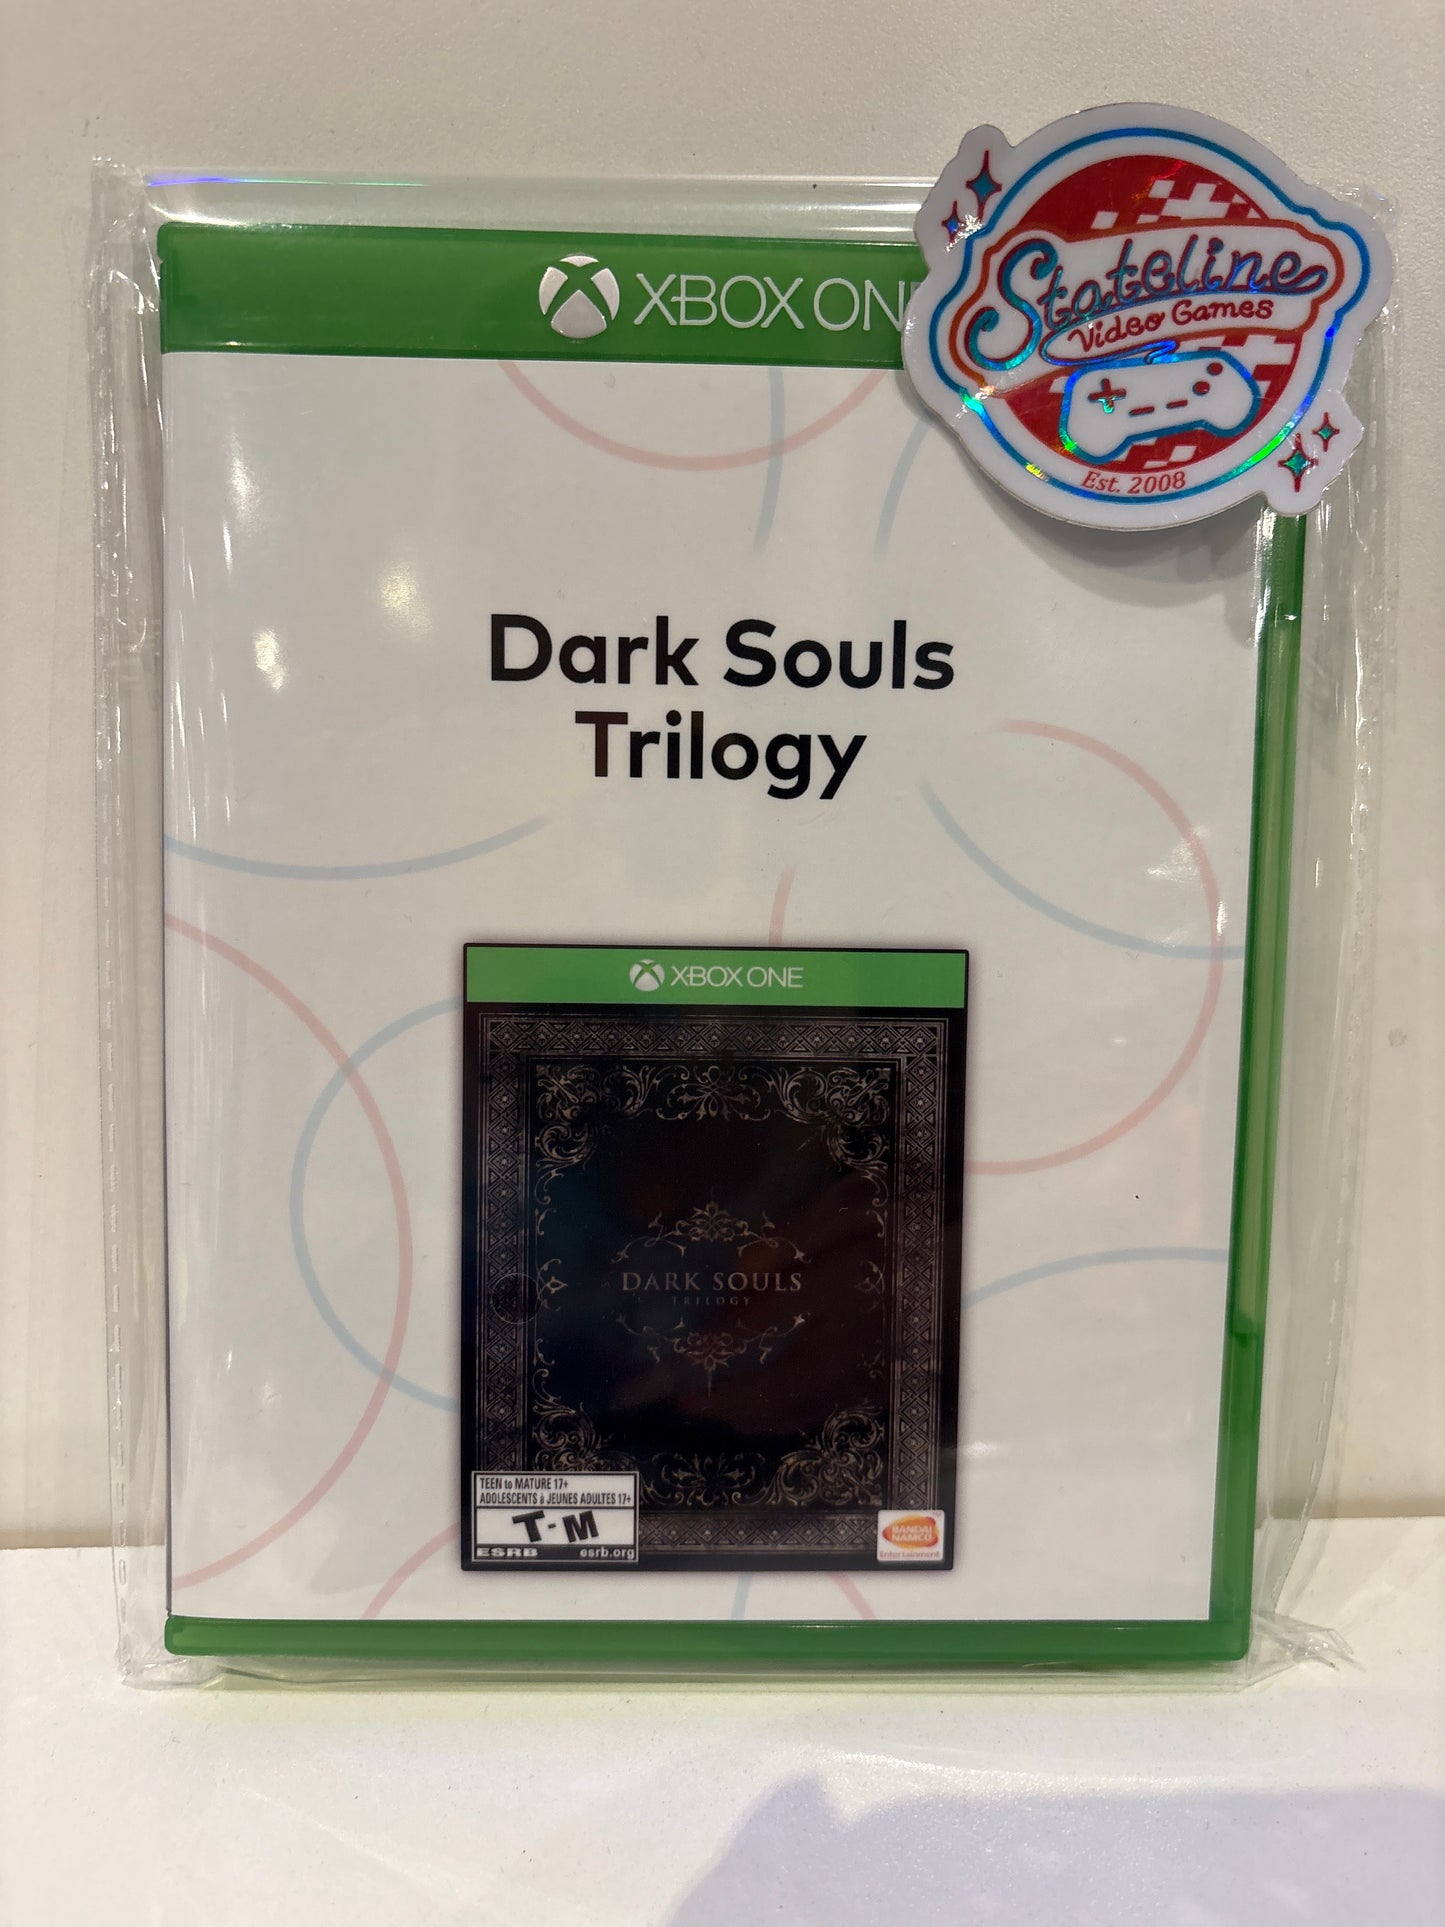 XBOX ON
Stateline
Video Games
Est. 2008
Dark Souls
Trilogy
XBOX ONE
DARK SOULS
TRILOGY
TEEN to MATURE 17+
ADOLESCENTS à JEUNES ADULTES 17+
T-M
ESRB esrb.org
BANDAI
NAMCO
Entertainment